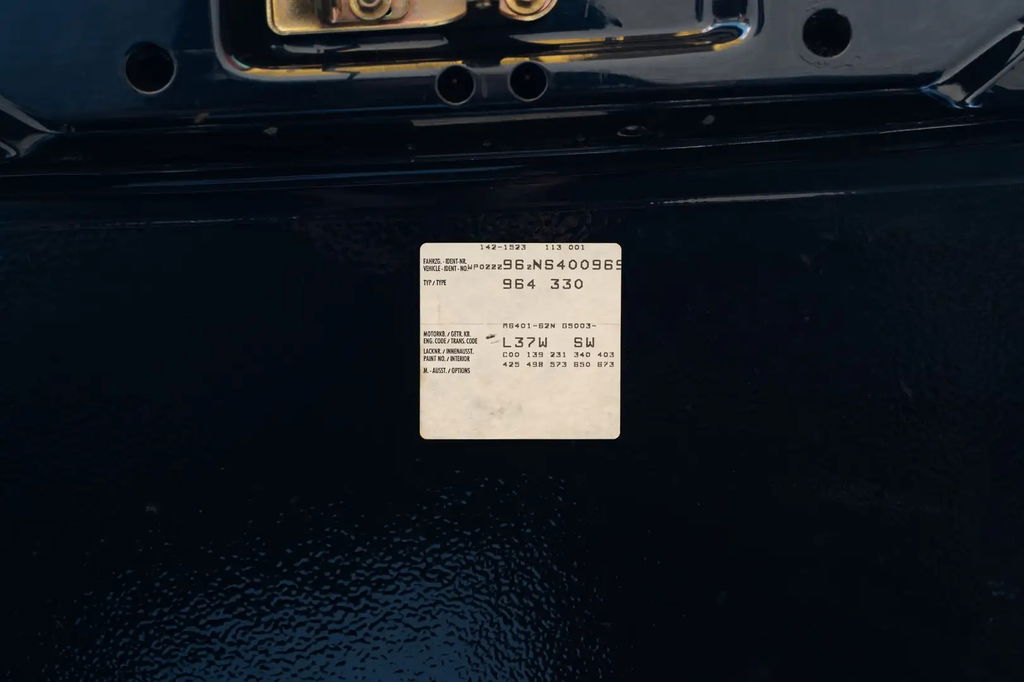 142-1523 113 001
FAHRZG. - IDENT-NR.
VEHICLE - IDENT - NO. WP0ZZZ96ZNS400969
TYP / TYPE 964 330
M6401-62N G5003-
MOTORKB. / GETR. KB.
ENG. CODE / TRANS. CODE
L37W SW
LACKNR. / INNENAUSST.
PAINT NO. / INTERIOR
C00 139 231 340 403
425 498 573 650 673
M. - AUSST. / OPTIONS